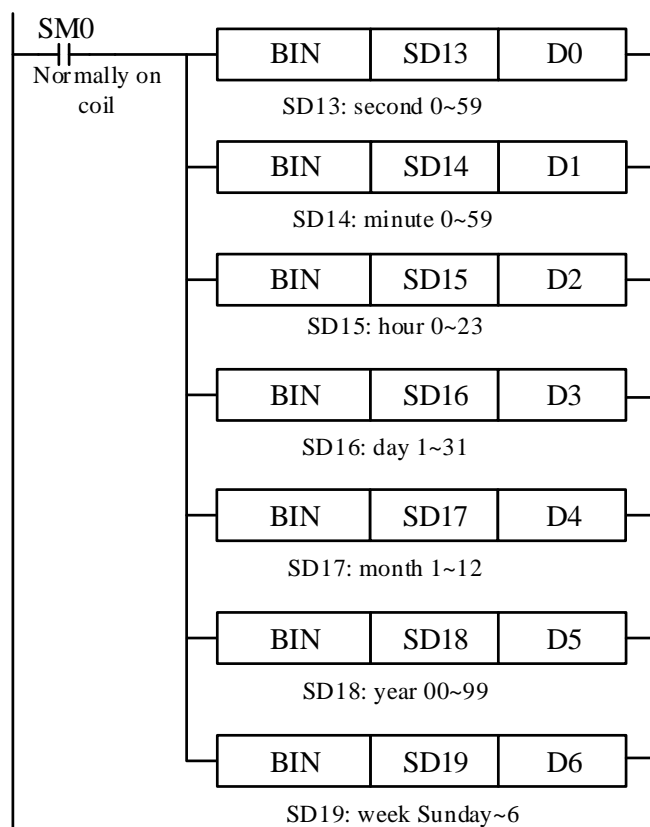 SM0
Normally on
coil
BIN SD13 D0
SD13: second 0~59
BIN SD14 D1
SD14: minute 0~59
BIN SD15 D2
SD15: hour 0~23
BIN SD16 D3
SD16: day 1~31
BIN SD17 D4
SD17: month 1~12
BIN SD18 D5
SD18: year 00~99
BIN SD19 D6
SD19: week Sunday~6